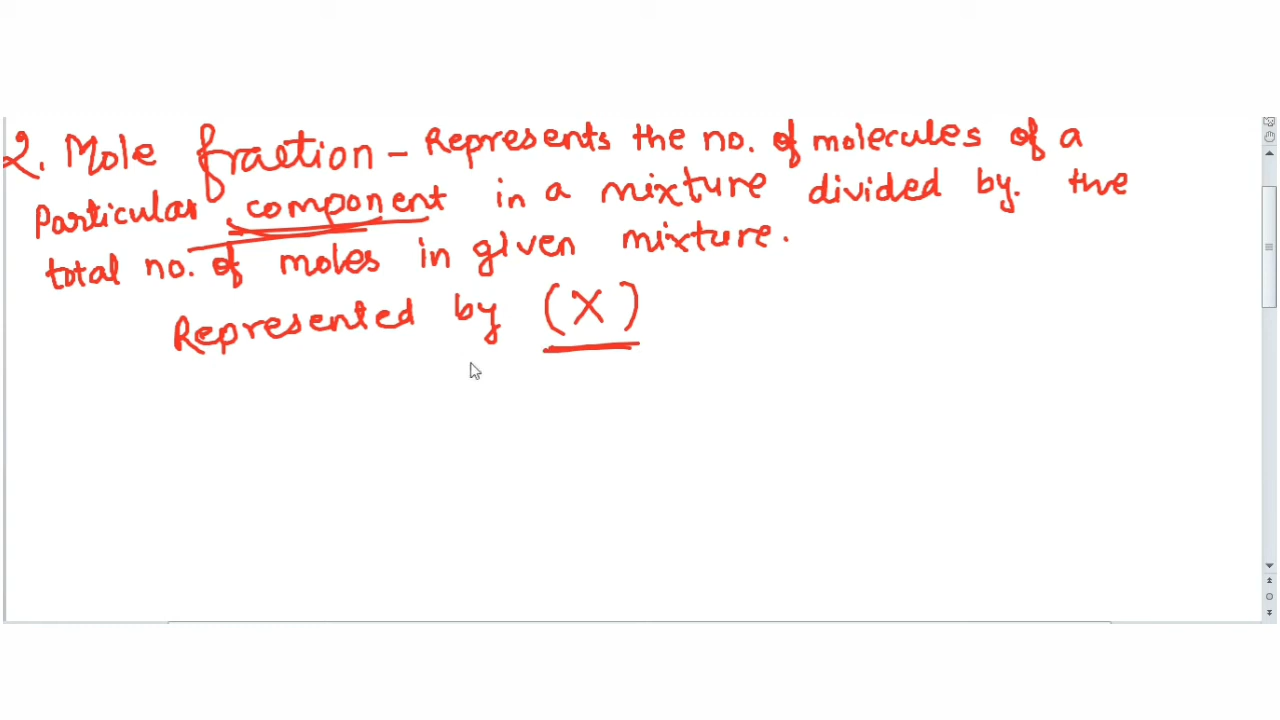 2. Mole fraction - Represents the no. of molecules of a
Particular component in a mixture divided by. the
total no. of moles in given mixture.
Represented by (X)